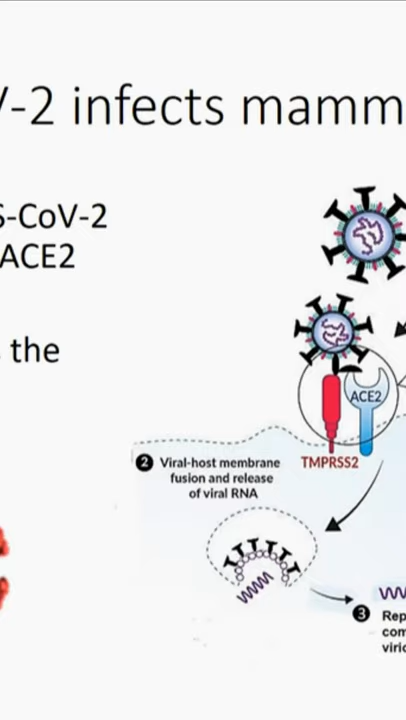 V-2 infects mamm
S-CoV-2
ACE2
the
ACE2
TMPRSS2
❷ Viral-host membrane
fusion and release
of viral RNA
❸ Rep
com
viric